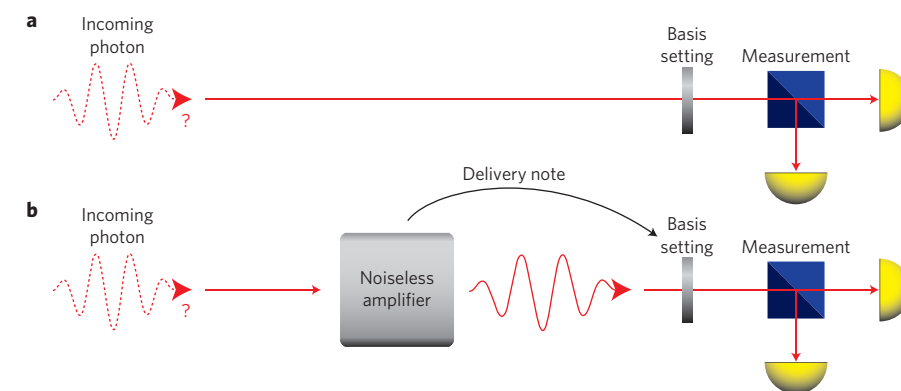 a
Incoming
photon
?
Basis
setting
Measurement
Delivery note
b
Incoming
photon
?
Noiseless
amplifier
Basis
setting
Measurement